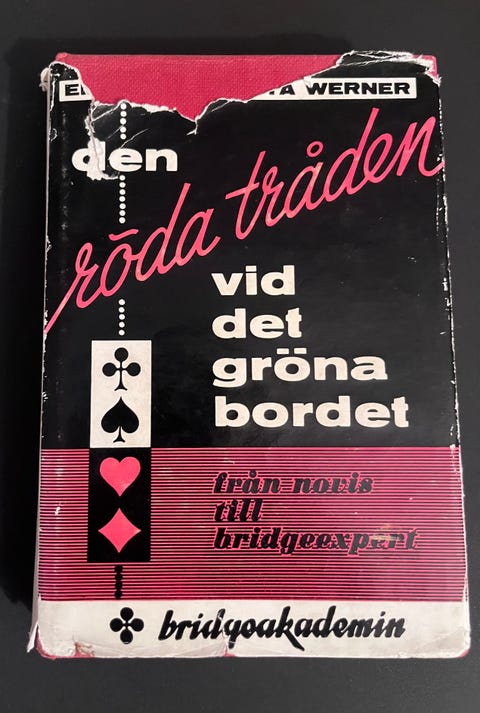 WERNER
den
röda tråden
vid
det
gröna
bordet
från novis
till
bridgeexpert
bridgeakademin